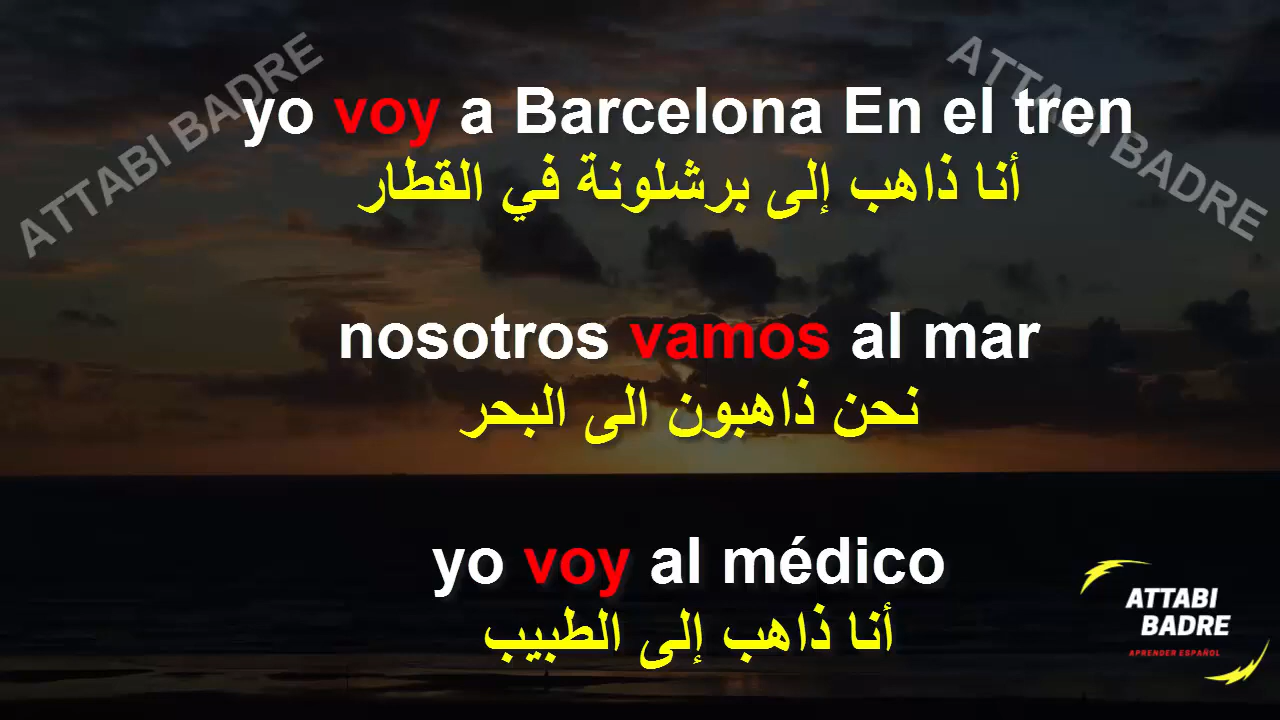 ATTABI BADRE
ATTABI BADRE
yo voy a Barcelona En el tren
أنا ذاهب إلى برشلونة في القطار
nosotros vamos al mar
نحن ذاهبون الى البحر
yo voy al médico
أنا ذاهب إلى الطبيب
ATTABI
BADRE
APRENDER ESPAÑOL